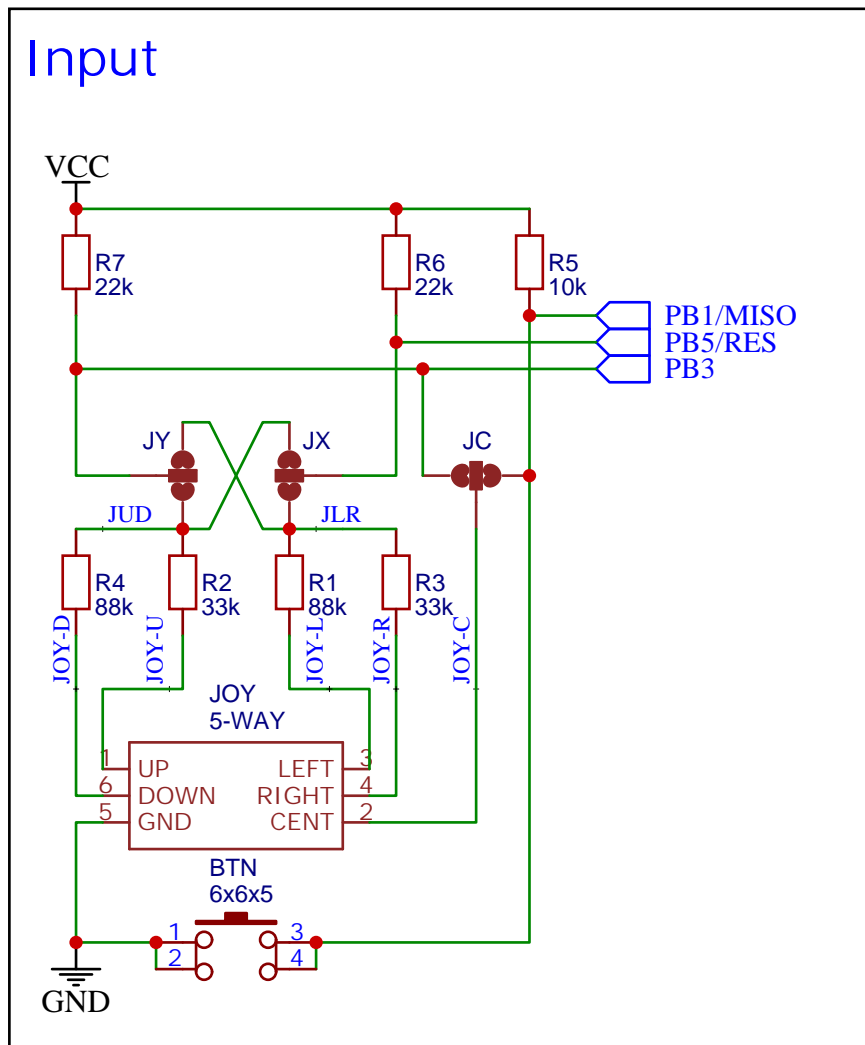 Input
VCC
R7
22k
R6
22k
R5
10k
PB1/MISO
PB5/RES
PB3
JY
JX
JC
JUD
JLR
R4
88k
R2
33k
R1
88k
R3
33k
JOY-D
JOY-U
JOY-L
JOY-R
JOY-C
JOY
5-WAY
1
UP
LEFT
3
6
DOWN
RIGHT
4
5
GND
CENT
2
BTN
6x6x5
1
3
2
4
GND